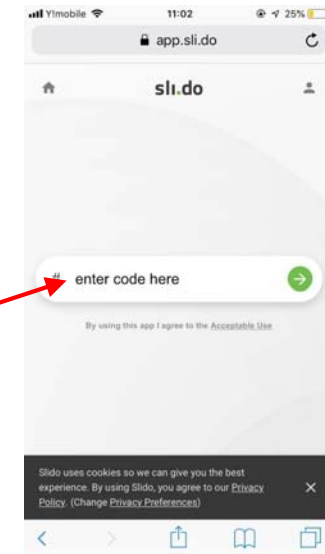 Y!mobile 11:02 25%
app.sli.do
sli.do
# enter code here
By using this app I agree to the Acceptable Use
Slido uses cookies so we can give you the best
experience. By using Slido, you agree to our Privacy
Policy. (Change Privacy Preferences)